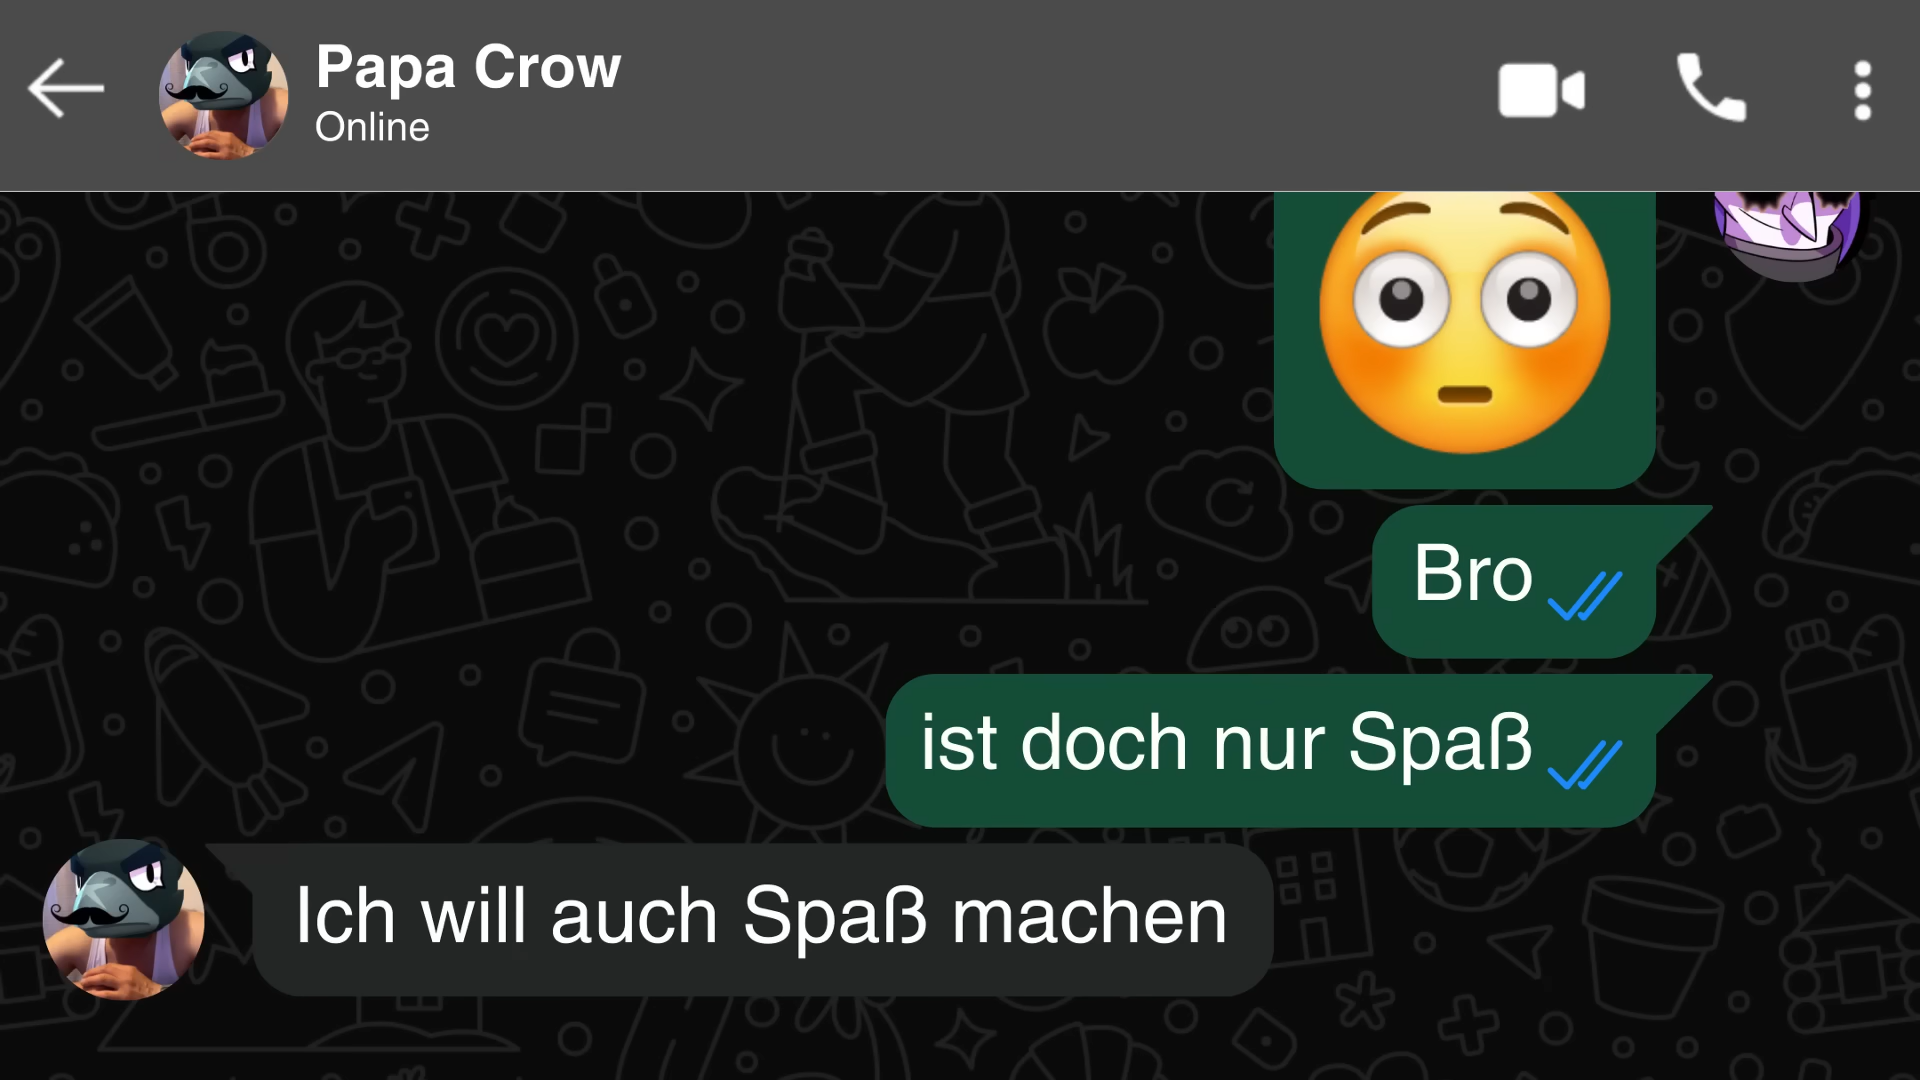 Papa Crow
Online
Bro
ist doch nur Spaß
Ich will auch Spaß machen